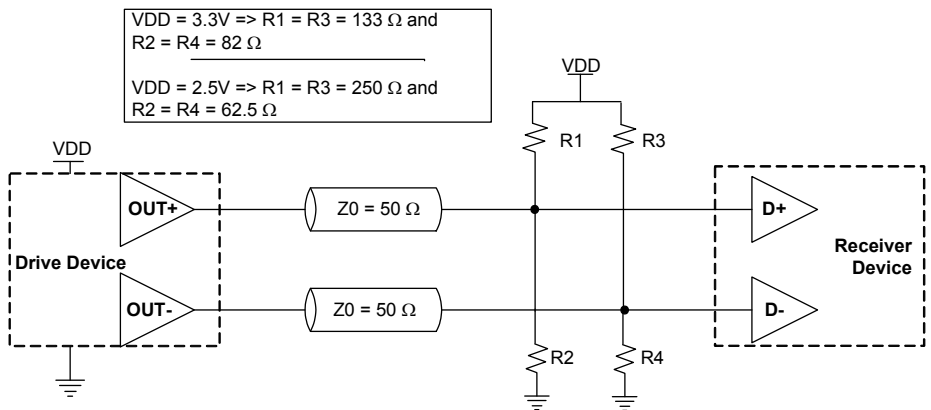 VDD = 3.3V => R1 = R3 = 133 Ω and
R2 = R4 = 82 Ω
VDD = 2.5V => R1 = R3 = 250 Ω and
R2 = R4 = 62.5 Ω
VDD
R1
R3
VDD
OUT+
Z0 = 50 Ω
D+
Drive Device
Receiver
Device
OUT-
Z0 = 50 Ω
D-
R2
R4